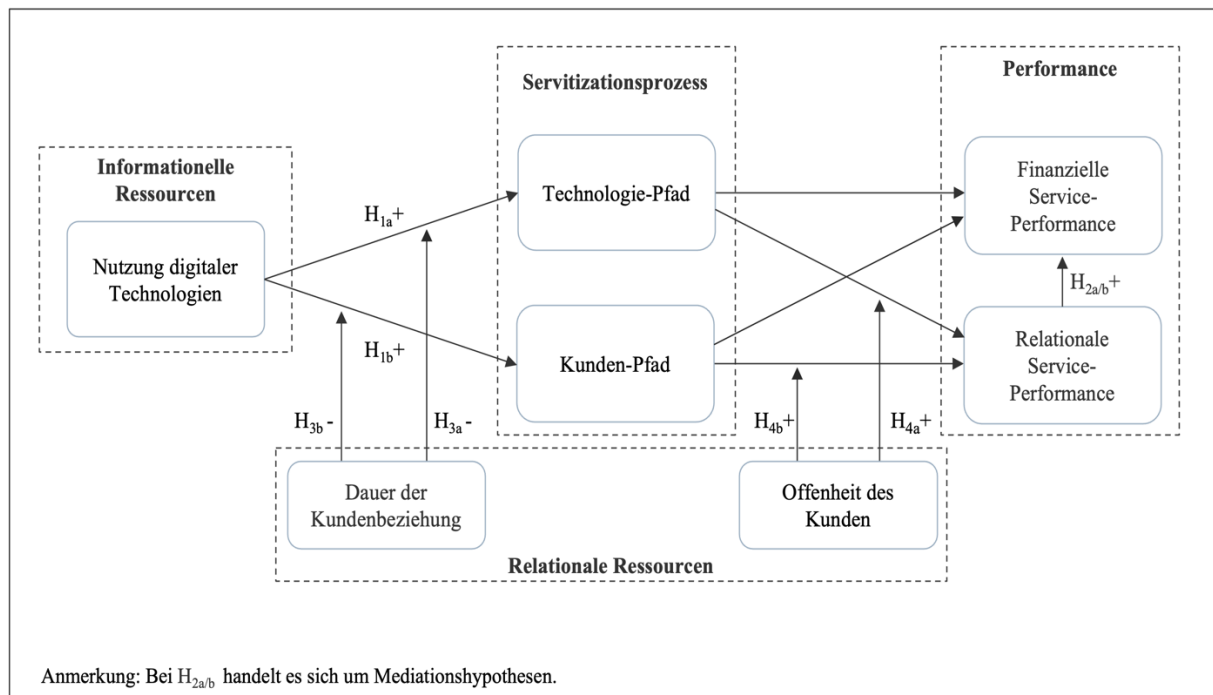 Informationelle
Ressourcen
Nutzung digitaler
Technologien
H1a+
H1b+
H3b -
H3a -
Servitizationsprozess
Technologie-Pfad
Kunden-Pfad
Performance
Finanzielle
Service-
Performance
H2a/b+
Relationale
Service-
Performance
H4b+
H4a+
Dauer der
Kundenbeziehung
Offenheit des
Kunden
Relationale Ressourcen
Anmerkung: Bei H2a/b handelt es sich um Mediationshypothesen.